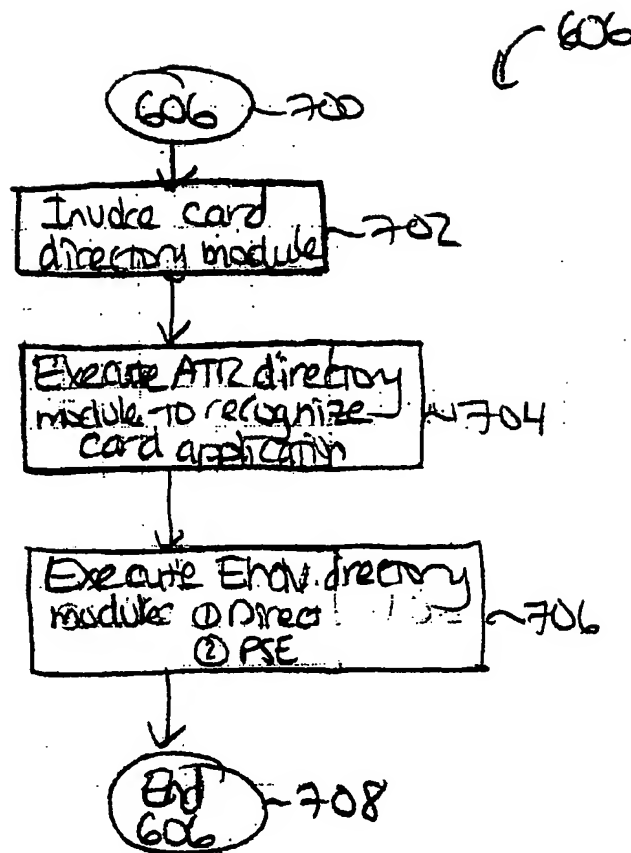 606
606 700
Invoke card
directory module 702
Execute ATR directory
module to recognize 704
card application
Execute EMV directory
module: ① Direct
② PSE 706
End 708
606